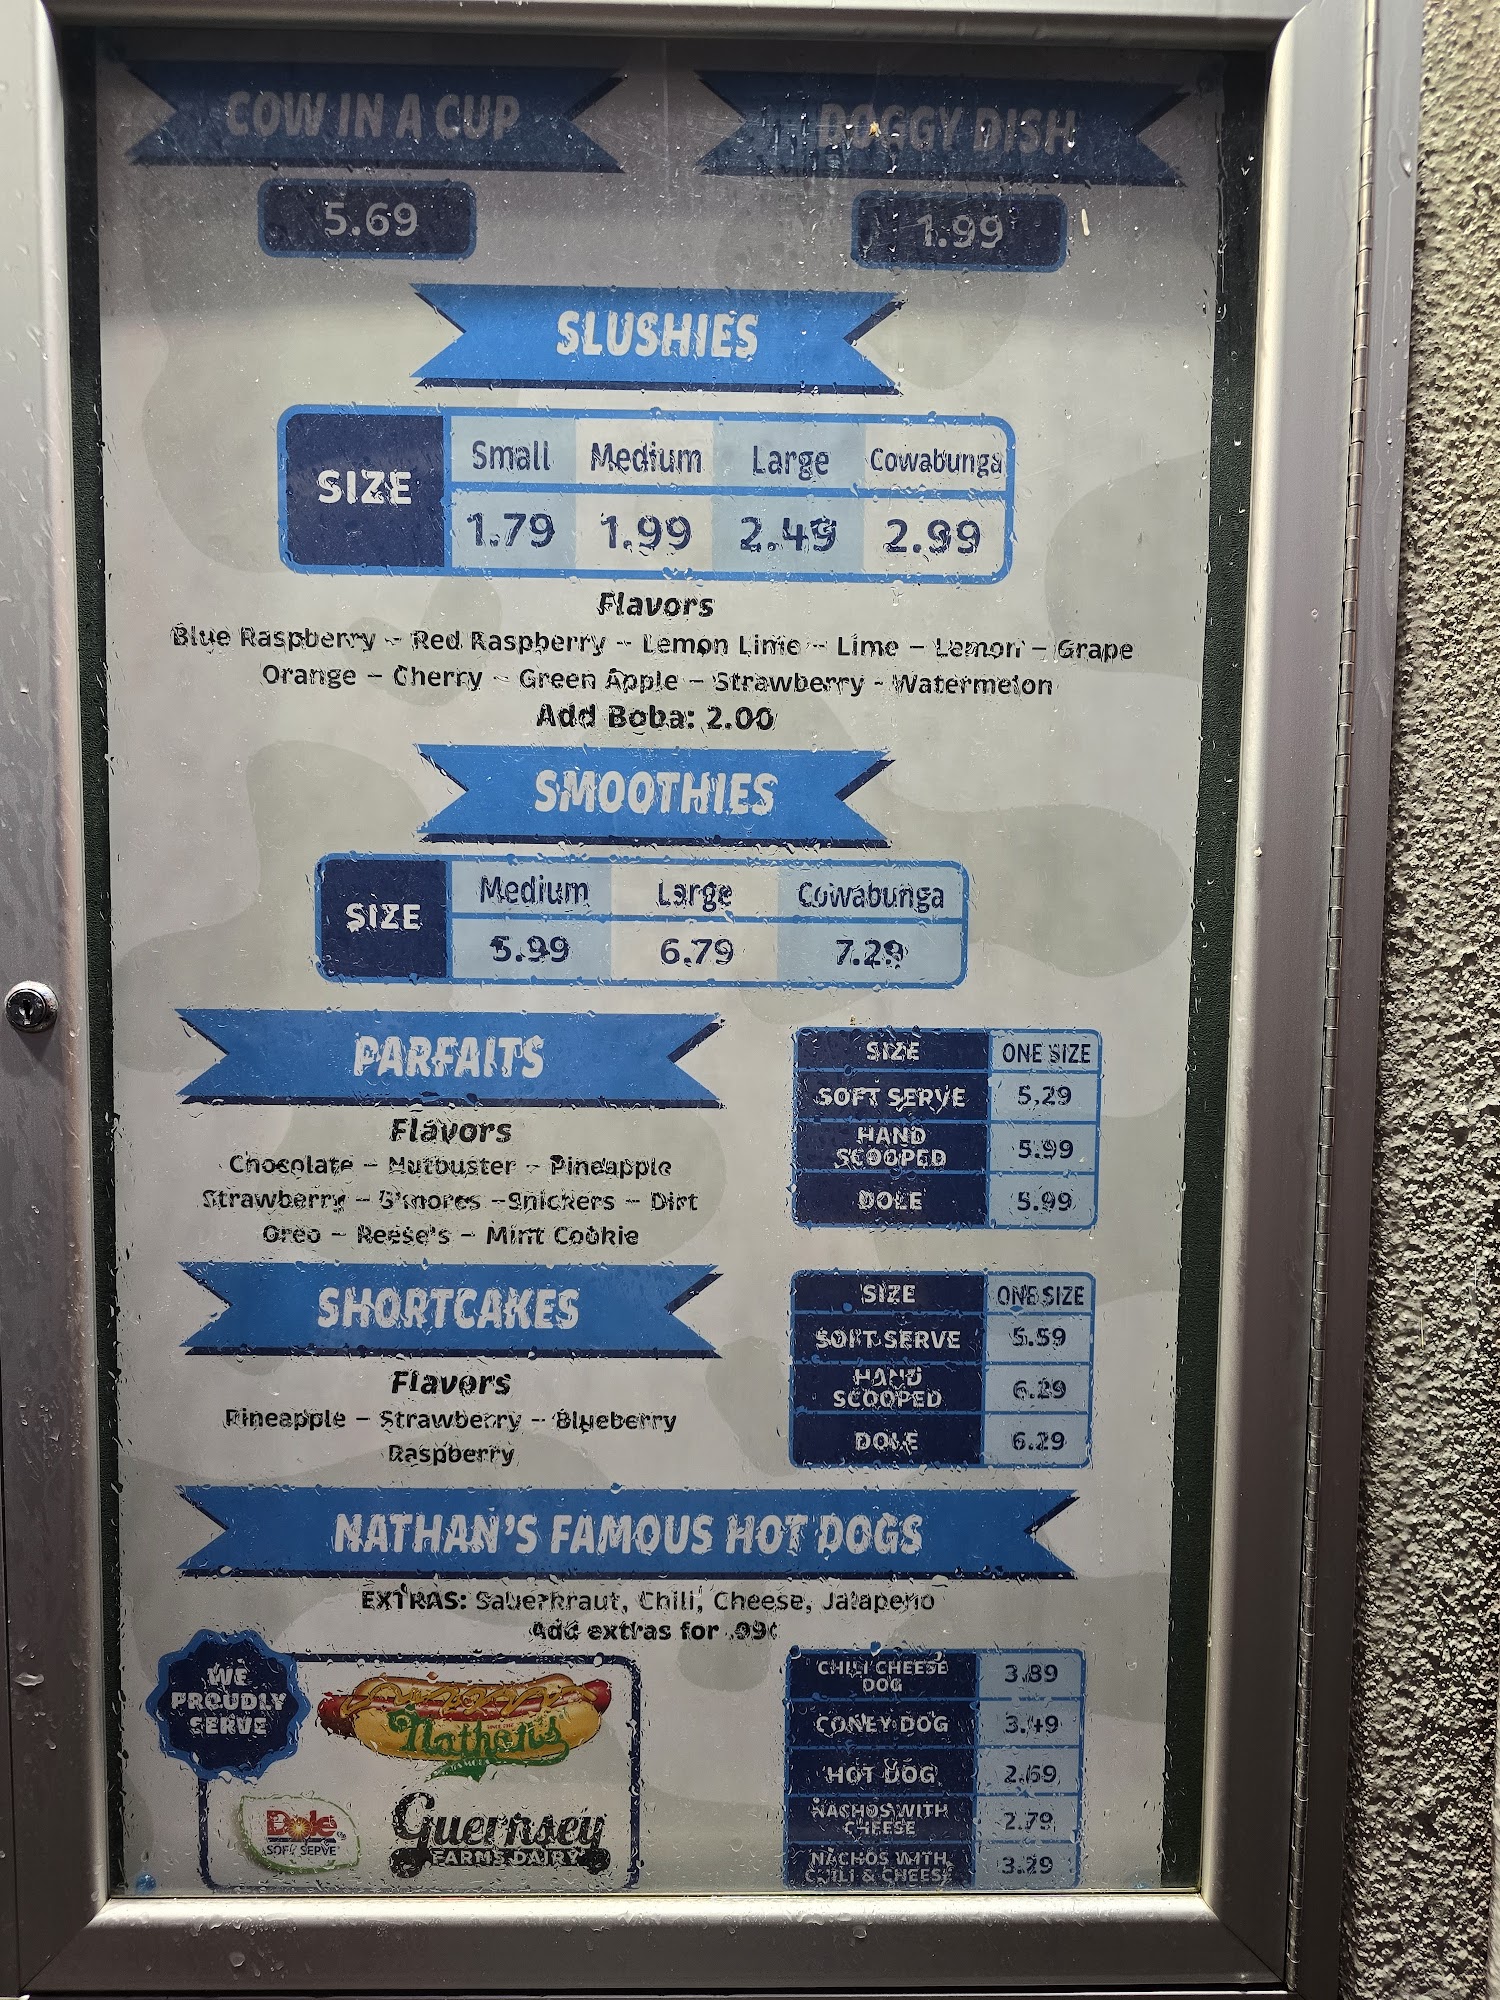 COW IN A CUP
DOGGY DISH
5.69
1.99
SLUSHIES
SIZE
Small Medium Large Cowabunga
1.79 1.99 2.49 2.99
Flavors
Blue Raspberry – Red Raspberry – Lemon Lime – Lime – Lemon – Grape
Orange – Cherry – Green Apple – Strawberry - Watermelon
Add Boba: 2.00
SMOOTHIES
SIZE
Medium Large Cowabunga
5.99 6.79 7.29
PARFAITS
Flavors
Chocolate – Nutbuster – Pineapple
Strawberry – S'mores –Snickers – Dirt
Oreo – Reese's – Mint Cookie
SIZE ONE SIZE
SOFT SERVE 5.29
HAND
SCOOPED 5.99
DOLE 5.99
SHORTCAKES
Flavors
Pineapple – Strawberry – Blueberry
Raspberry
SIZE ONE SIZE
SOFT SERVE 5.59
HAND
SCOOPED 6.29
DOLE 6.29
NATHAN'S FAMOUS HOT DOGS
EXTRAS: Sauerkraut, Chili, Cheese, Jalapeno
Add extras for .99¢
WE
PROUDLY
SERVE
Nathan's
Dole
SOFT SERVE
Guernsey
FARMS DAIRY
CHILI CHEESE
DOG 3.89
CONEY DOG 3.49
HOT DOG 2.69
NACHOS WITH
CHEESE 2.79
NACHOS WITH
CHILI & CHEESE 3.29